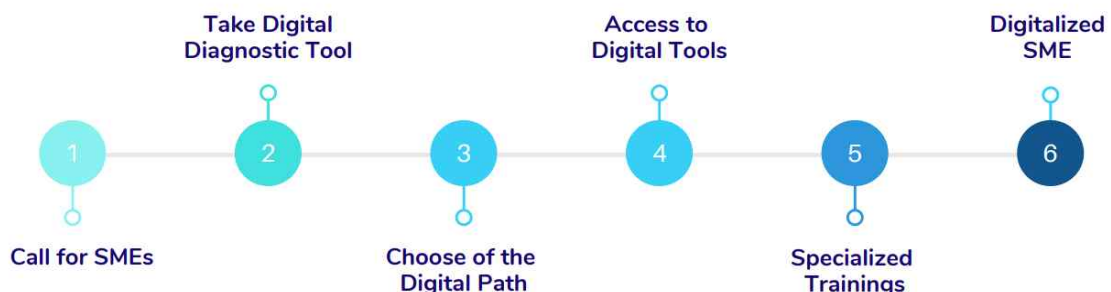 Take Digital
Diagnostic Tool
Access to
Digital Tools
Digitalized
SME
1
2
3
4
5
6
Call for SMEs
Choose of the
Digital Path
Specialized
Trainings